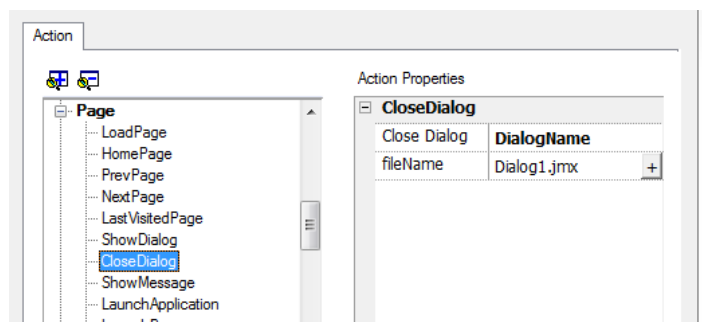 Action
Action Properties
Page
LoadPage
HomePage
PrevPage
NextPage
LastVisitedPage
ShowDialog
CloseDialog
ShowMessage
LaunchApplication
CloseDialog
Close Dialog DialogName
fileName Dialog1.jmx +